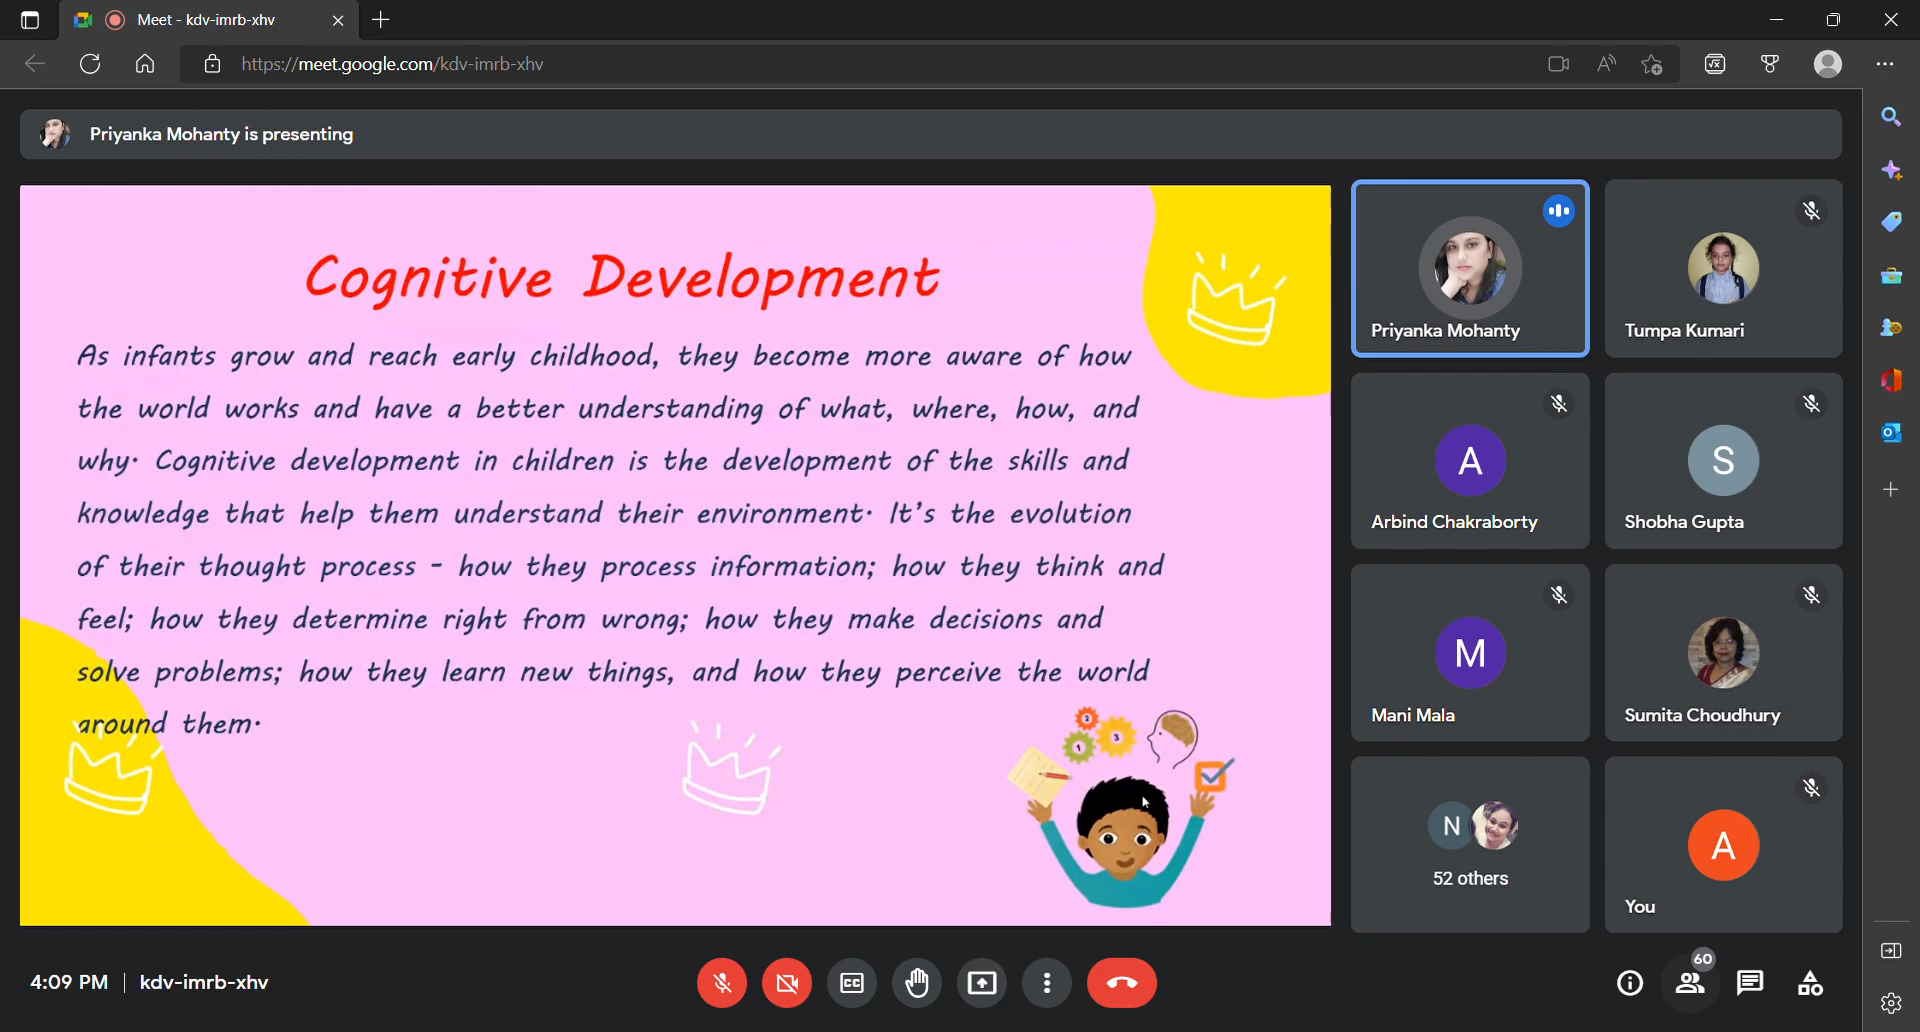 Meet - kdv-imrb-xhv
https://meet.google.com/kdv-imrb-xhv
Priyanka Mohanty is presenting
Cognitive Development
As infants grow and reach early childhood, they become more aware of how
the world works and have a better understanding of what, where, how, and
why. Cognitive development in children is the development of the skills and
knowledge that help them understand their environment. It's the evolution
of their thought process - how they process information; how they think and
feel; how they determine right from wrong; how they make decisions and
solve problems; how they learn new things, and how they perceive the world
around them.
2
1
3
Priyanka Mohanty
Tumpa Kumari
A
Arbind Chakraborty
S
Shobha Gupta
M
Mani Mala
Sumita Choudhury
N
52 others
A
You
4:09 PM | kdv-imrb-xhv
CC
60